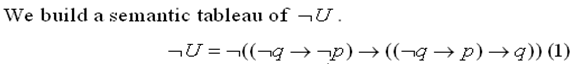 We build a semantic tableau of ¬U.
¬U = ¬((¬q → ¬p) → ((¬q → p) → q)) (1)